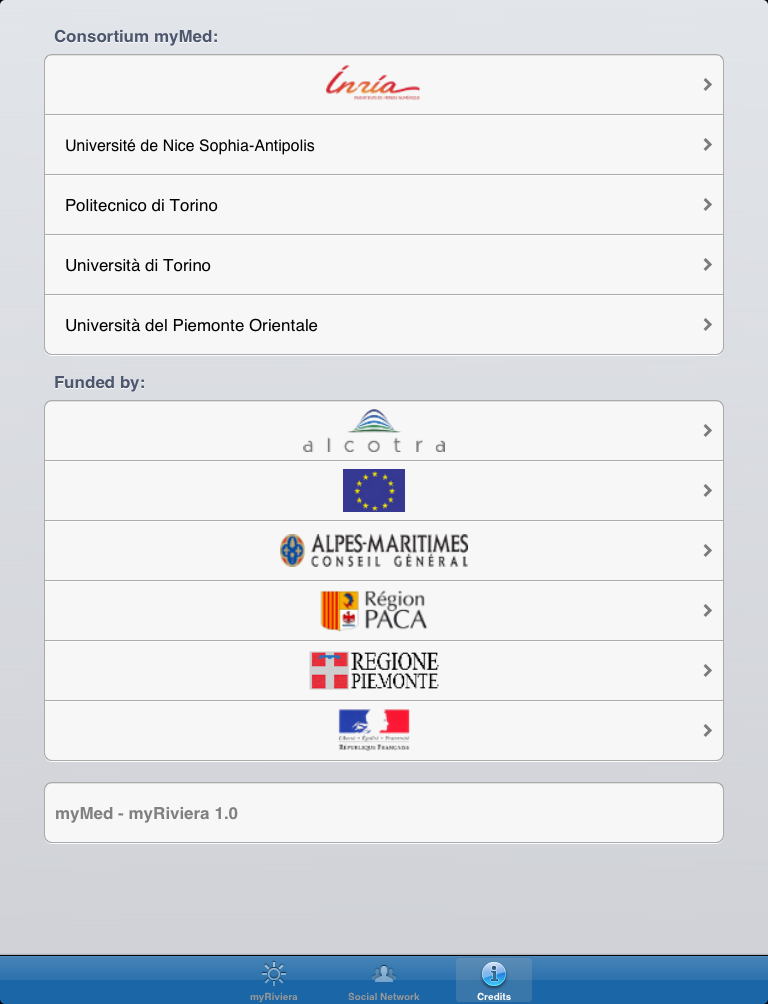 Consortium myMed:
Inria
Université de Nice Sophia-Antipolis
Politecnico di Torino
Università di Torino
Università del Piemonte Orientale
Funded by:
alcotra
ALPES-MARITIMES
CONSEIL GÉNÉRAL
Région
PACA
REGIONE
PIEMONTE
Liberté • Égalité • Fraternité
RÉPUBLIQUE FRANÇAISE
myMed - myRiviera 1.0
myRiviera
Social Network
Credits